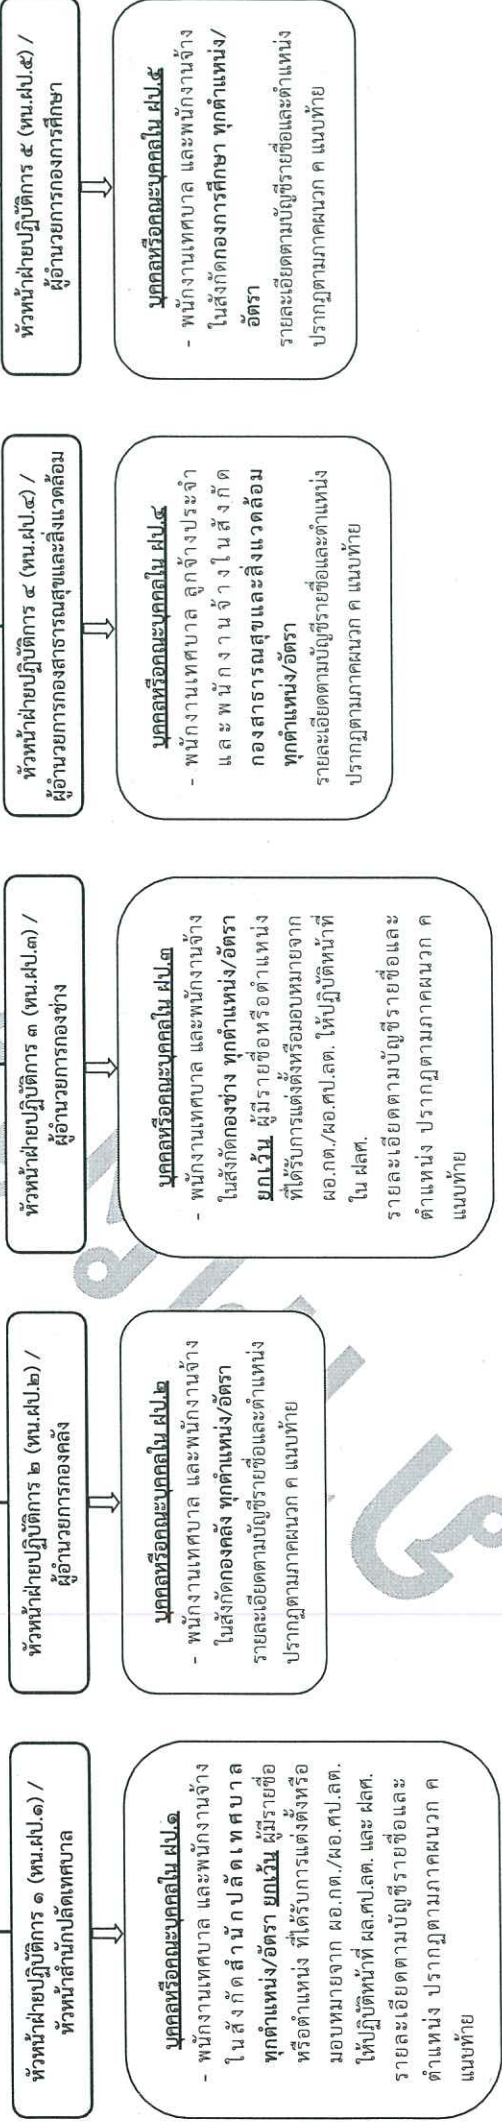 หัวหน้าฝ่ายปฏิบัติการ ๑ (หน.ฝป.๑) /
หัวหน้าสำนักปลัดเทศบาล
บุคคลหรือคณะบุคคลใน ฝป.๑
- พนักงานเทศบาล และพนักงานจ้าง
ในสังกัดสำนักปลัดเทศบาล
ทุกตำแหน่ง/อัตรา ยกเว้น ผู้มีรายชื่อ
หรือตำแหน่ง ที่ได้รับการแต่งตั้งหรือ
มอบหมายจาก ผอ.กต./ผอ.ศป.ลต.
ให้ปฏิบัติหน้าที่ ผล.ศป.ลต. และ ฝลศ.
รายละเอียดตามบัญชีรายชื่อและ
ตำแหน่ง ปรากฏตามภาคผนวก ค
แนบท้าย
หัวหน้าฝ่ายปฏิบัติการ ๒ (หน.ฝป.๒) /
ผู้อำนวยการกองคลัง
บุคคลหรือคณะบุคคลใน ฝป.๒
- พนักงานเทศบาล และพนักงานจ้าง
ในสังกัดกองคลัง ทุกตำแหน่ง/อัตรา
รายละเอียดตามบัญชีรายชื่อและตำแหน่ง
ปรากฏตามภาคผนวก ค แนบท้าย
หัวหน้าฝ่ายปฏิบัติการ ๓ (หน.ฝป.๓) /
ผู้อำนวยการกองช่าง
บุคคลหรือคณะบุคคลใน ฝป.๓
- พนักงานเทศบาล และพนักงานจ้าง
ในสังกัดกองช่าง ทุกตำแหน่ง/อัตรา
ยกเว้น ผู้มีรายชื่อหรือตำแหน่ง
ที่ได้รับการแต่งตั้งหรือมอบหมายจาก
ผอ.กต./ผอ.ศป.ลต. ให้ปฏิบัติหน้าที่
ใน ฝลศ.
รายละเอียดตามบัญชีรายชื่อและ
ตำแหน่ง ปรากฏตามภาคผนวก ค
แนบท้าย
หัวหน้าฝ่ายปฏิบัติการ ๔ (หน.ฝป.๔) /
ผู้อำนวยการกองสาธารณสุขและสิ่งแวดล้อม
บุคคลหรือคณะบุคคลใน ฝป.๔
- พนักงานเทศบาล ลูกจ้างประจำ
และพนักงานจ้างในสังกัด
กองสาธารณสุขและสิ่งแวดล้อม
ทุกตำแหน่ง/อัตรา
รายละเอียดตามบัญชีรายชื่อและตำแหน่ง
ปรากฏตามภาคผนวก ค แนบท้าย
หัวหน้าฝ่ายปฏิบัติการ ๕ (หน.ฝป.๕) /
ผู้อำนวยการกองการศึกษา
บุคคลหรือคณะบุคคลใน ฝป.๕
- พนักงานเทศบาล และพนักงานจ้าง
ในสังกัดกองการศึกษา ทุกตำแหน่ง/
อัตรา
รายละเอียดตามบัญชีรายชื่อและตำแหน่ง
ปรากฏตามภาคผนวก ค แนบท้าย